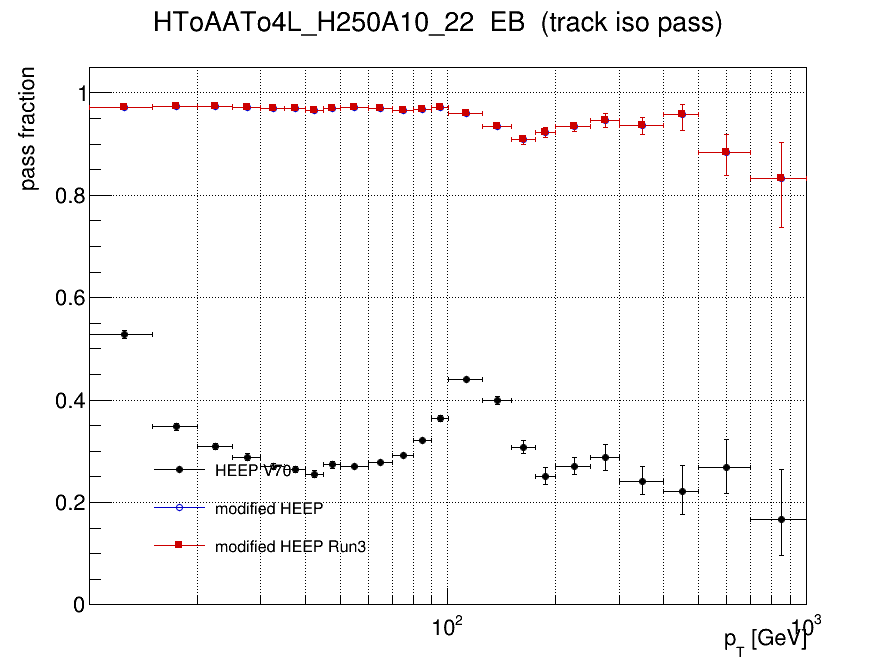 HToAATo4L_H250A10_22 EB (track iso pass)
pass fraction
1
0.8
0.6
0.4
0.2
0
HEEP V70
modified HEEP
modified HEEP Run3
10²
10³
p_T [GeV]